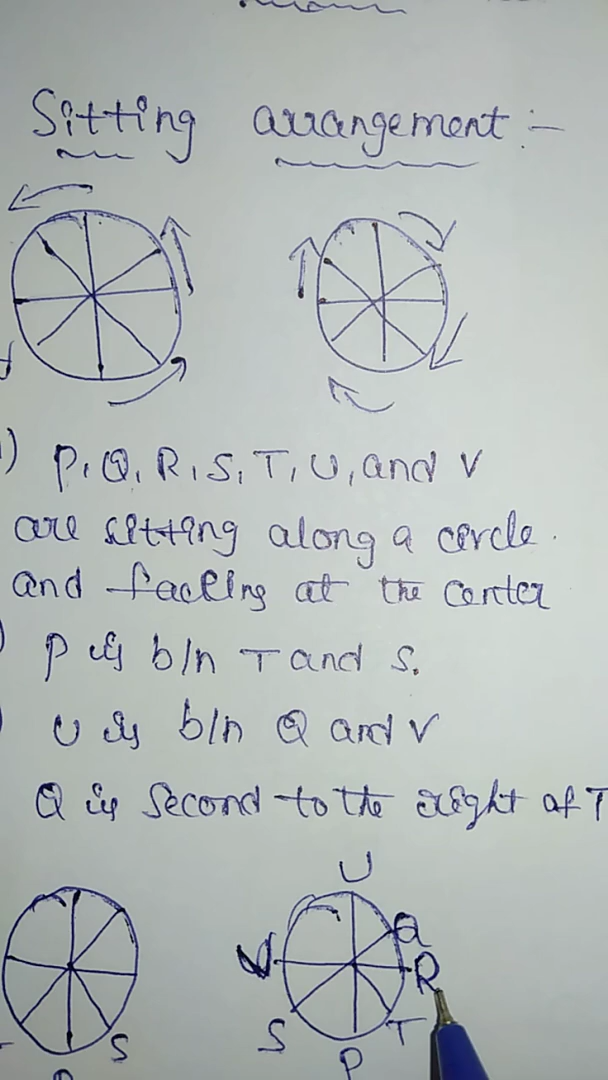 Sitting arrangement :-
) P, Q, R, S, T, U, and V
are sitting along a circle.
and facing at the center
P is b/n T and S.
U is b/n Q and V
Q is second to the right of T
U
Q
V
R
S
T
S
P